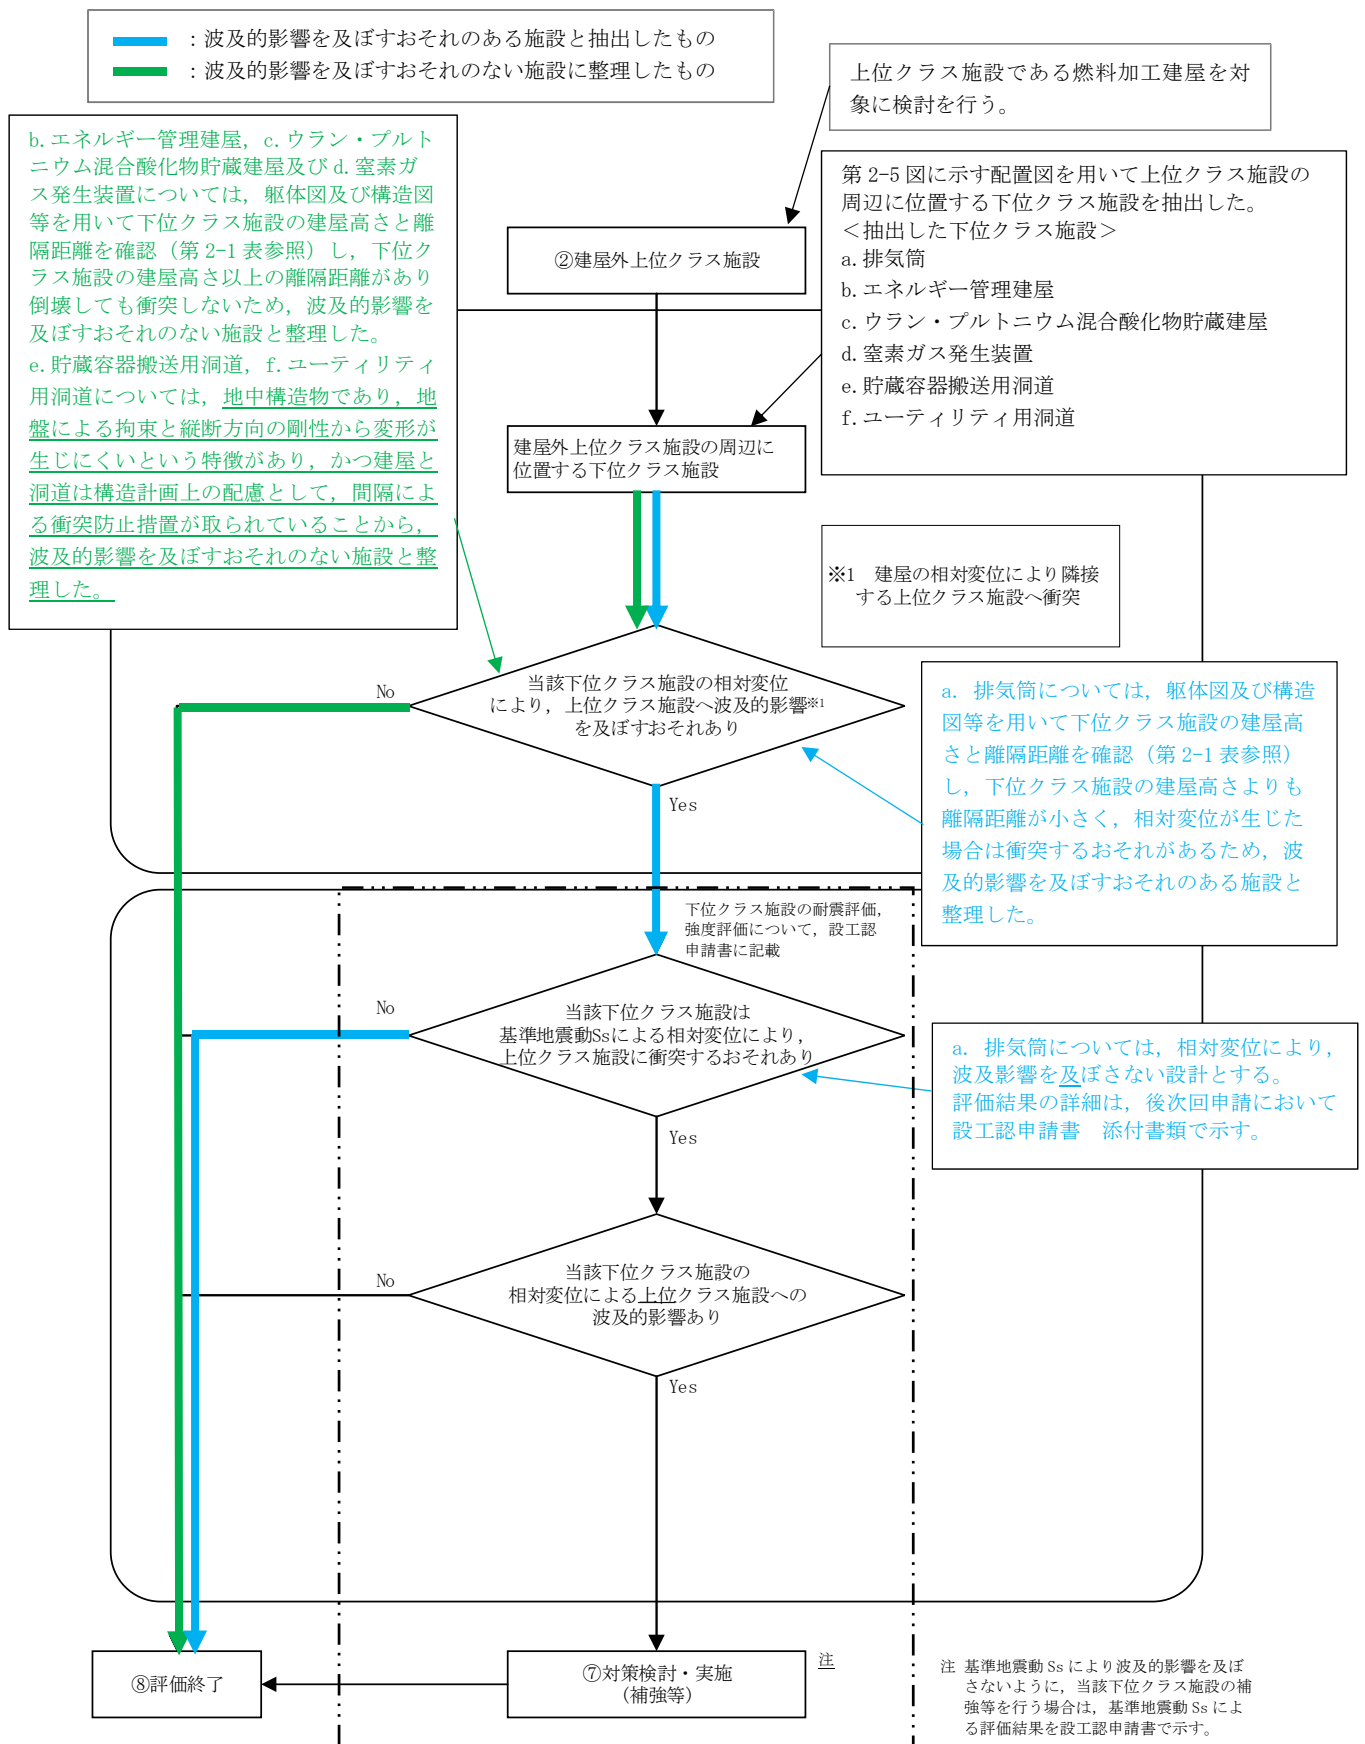 ：波及的影響を及ぼすおそれのある施設と抽出したもの
：波及的影響を及ぼすおそれのない施設に整理したもの
上位クラス施設である燃料加工建屋を対
象に検討を行う。
b.エネルギー管理建屋，c.ウラン・プルト
ニウム混合酸化物貯蔵建屋及び d.窒素ガ
ス発生装置については，躯体図及び構造図
等を用いて下位クラス施設の建屋高さと離
隔距離を確認（第 2-1 表参照）し，下位ク
ラス施設の建屋高さ以上の離隔距離があり
倒壊しても衝突しないため，波及的影響を
及ぼすおそれのない施設と整理した。
e.貯蔵容器搬送用洞道，f.ユーティリティ
用洞道については，地中構造物であり，地
盤による拘束と縦断方向の剛性から変形が
生じにくいという特徴があり，かつ建屋と
洞道は構造計画上の配慮として，間隔によ
る衝突防止措置が取られていることから，
波及的影響を及ぼすおそれのない施設と整
理した。
第 2-5 図に示す配置図を用いて上位クラス施設の
周辺に位置する下位クラス施設を抽出した。
＜抽出した下位クラス施設＞
a.排気筒
b.エネルギー管理建屋
c.ウラン・プルトニウム混合酸化物貯蔵建屋
d.窒素ガス発生装置
e.貯蔵容器搬送用洞道
f.ユーティリティ用洞道
②建屋外上位クラス施設
建屋外上位クラス施設の周辺に
位置する下位クラス施設
※1　建屋の相対変位により隣接
する上位クラス施設へ衝突
当該下位クラス施設の相対変位
により，上位クラス施設へ波及的影響※1
を及ぼすおそれあり
No
Yes
a. 排気筒については，躯体図及び構造
図等を用いて下位クラス施設の建屋高
さと離隔距離を確認（第 2-1 表参照）
し，下位クラス施設の建屋高さよりも
離隔距離が小さく，相対変位が生じた
場合は衝突するおそれがあるため，波
及的影響を及ぼすおそれのある施設と
整理した。
下位クラス施設の耐震評価，
強度評価について，設工認
申請書に記載
当該下位クラス施設は
基準地震動Ssによる相対変位により，
上位クラス施設に衝突するおそれあり
No
Yes
a. 排気筒については，相対変位により，
波及影響を及ぼさない設計とする。
評価結果の詳細は，後次回申請において
設工認申請書　添付書類で示す。
当該下位クラス施設の
相対変位による上位クラス施設への
波及的影響あり
No
Yes
⑧評価終了
⑦対策検討・実施
（補強等）
注
注 基準地震動 Ss により波及的影響を及ぼ
さないように，当該下位クラス施設の補
強等を行う場合は，基準地震動 Ss によ
る評価結果を設工認申請書で示す。